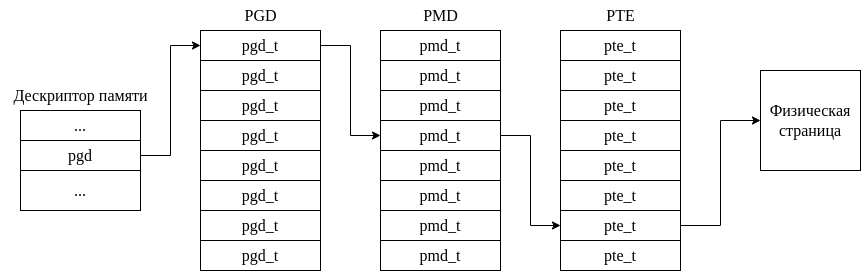 PGD
PMD
PTE
Дескриптор памяти
...
pgd
...
pgd_t
pgd_t
pgd_t
pgd_t
pgd_t
pgd_t
pgd_t
pgd_t
pmd_t
pmd_t
pmd_t
pmd_t
pmd_t
pmd_t
pmd_t
pmd_t
pte_t
pte_t
pte_t
pte_t
pte_t
pte_t
pte_t
pte_t
Физическая
страница